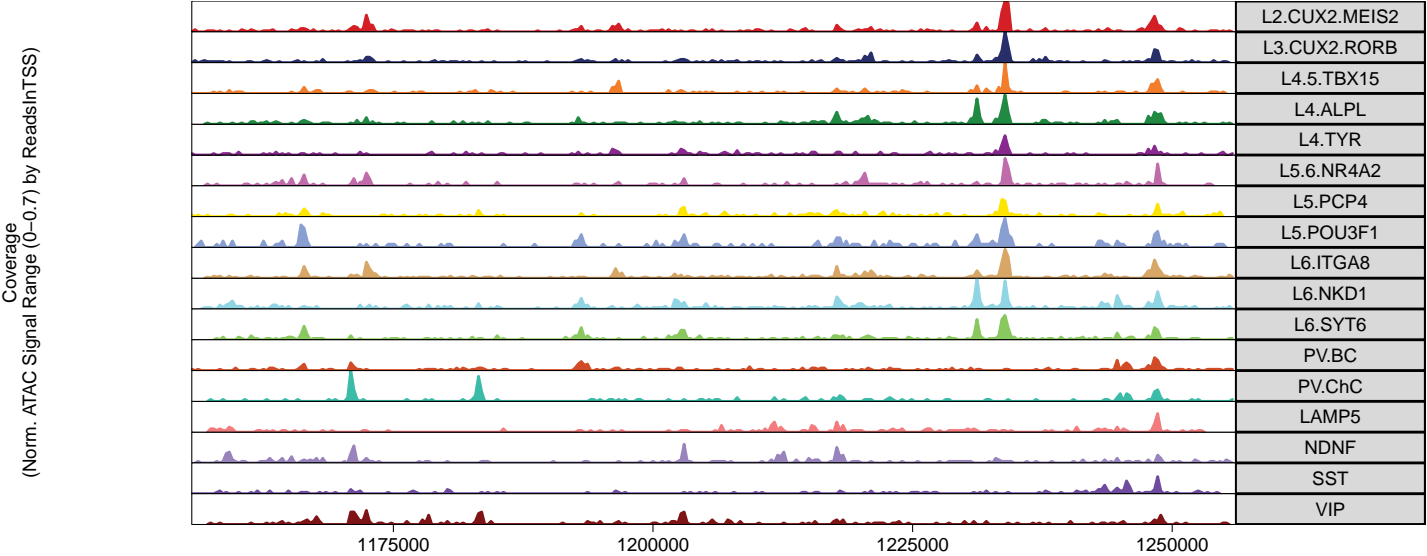 Coverage
(Norm. ATAC Signal Range (0–0.7) by ReadsInTSS)
L2.CUX2.MEIS2
L3.CUX2.RORB
L4.5.TBX15
L4.ALPL
L4.TYR
L5.6.NR4A2
L5.PCP4
L5.POU3F1
L6.ITGA8
L6.NKD1
L6.SYT6
PV.BC
PV.ChC
LAMP5
NDNF
SST
VIP
1175000 1200000 1225000 1250000